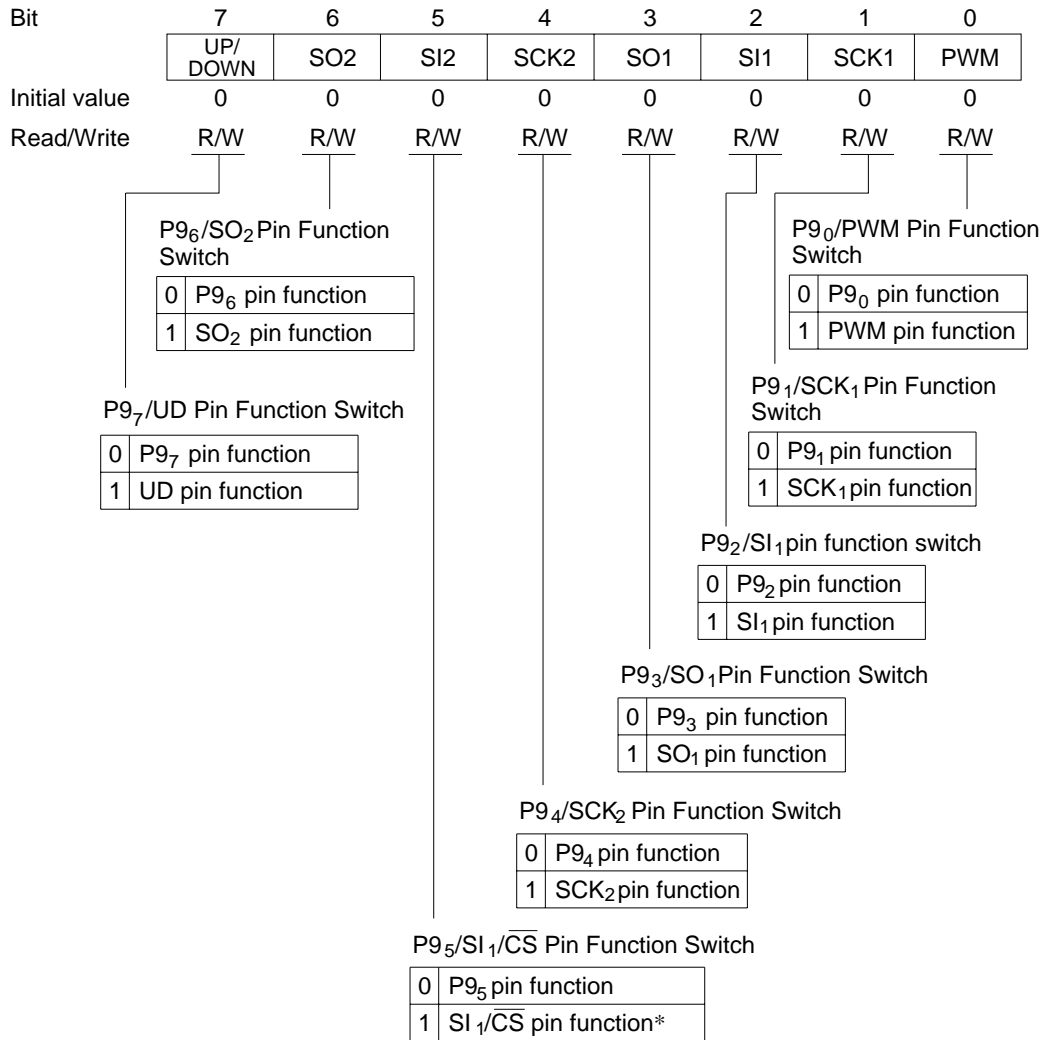 Bit 7 6 5 4 3 2 1 0
UP/DOWN SO2 SI2 SCK2 SO1 SI1 SCK1 PWM
Initial value 0 0 0 0 0 0 0 0
Read/Write R/W R/W R/W R/W R/W R/W R/W R/W
P9₆/SO₂ Pin Function
Switch
0 P9₆ pin function
1 SO₂ pin function
P9₀/PWM Pin Function
Switch
0 P9₀ pin function
1 PWM pin function
P9₇/UD Pin Function Switch
0 P9₇ pin function
1 UD pin function
P9₁/SCK₁ Pin Function
Switch
0 P9₁ pin function
1 SCK₁ pin function
P9₂/SI₁ pin function switch
0 P9₂ pin function
1 SI₁ pin function
P9₃/SO₁ Pin Function Switch
0 P9₃ pin function
1 SO₁ pin function
P9₄/SCK₂ Pin Function Switch
0 P9₄ pin function
1 SCK₂ pin function
P9₅/SI₁/C̅S̅ Pin Function Switch
0 P9₅ pin function
1 SI₁/C̅S̅ pin function*